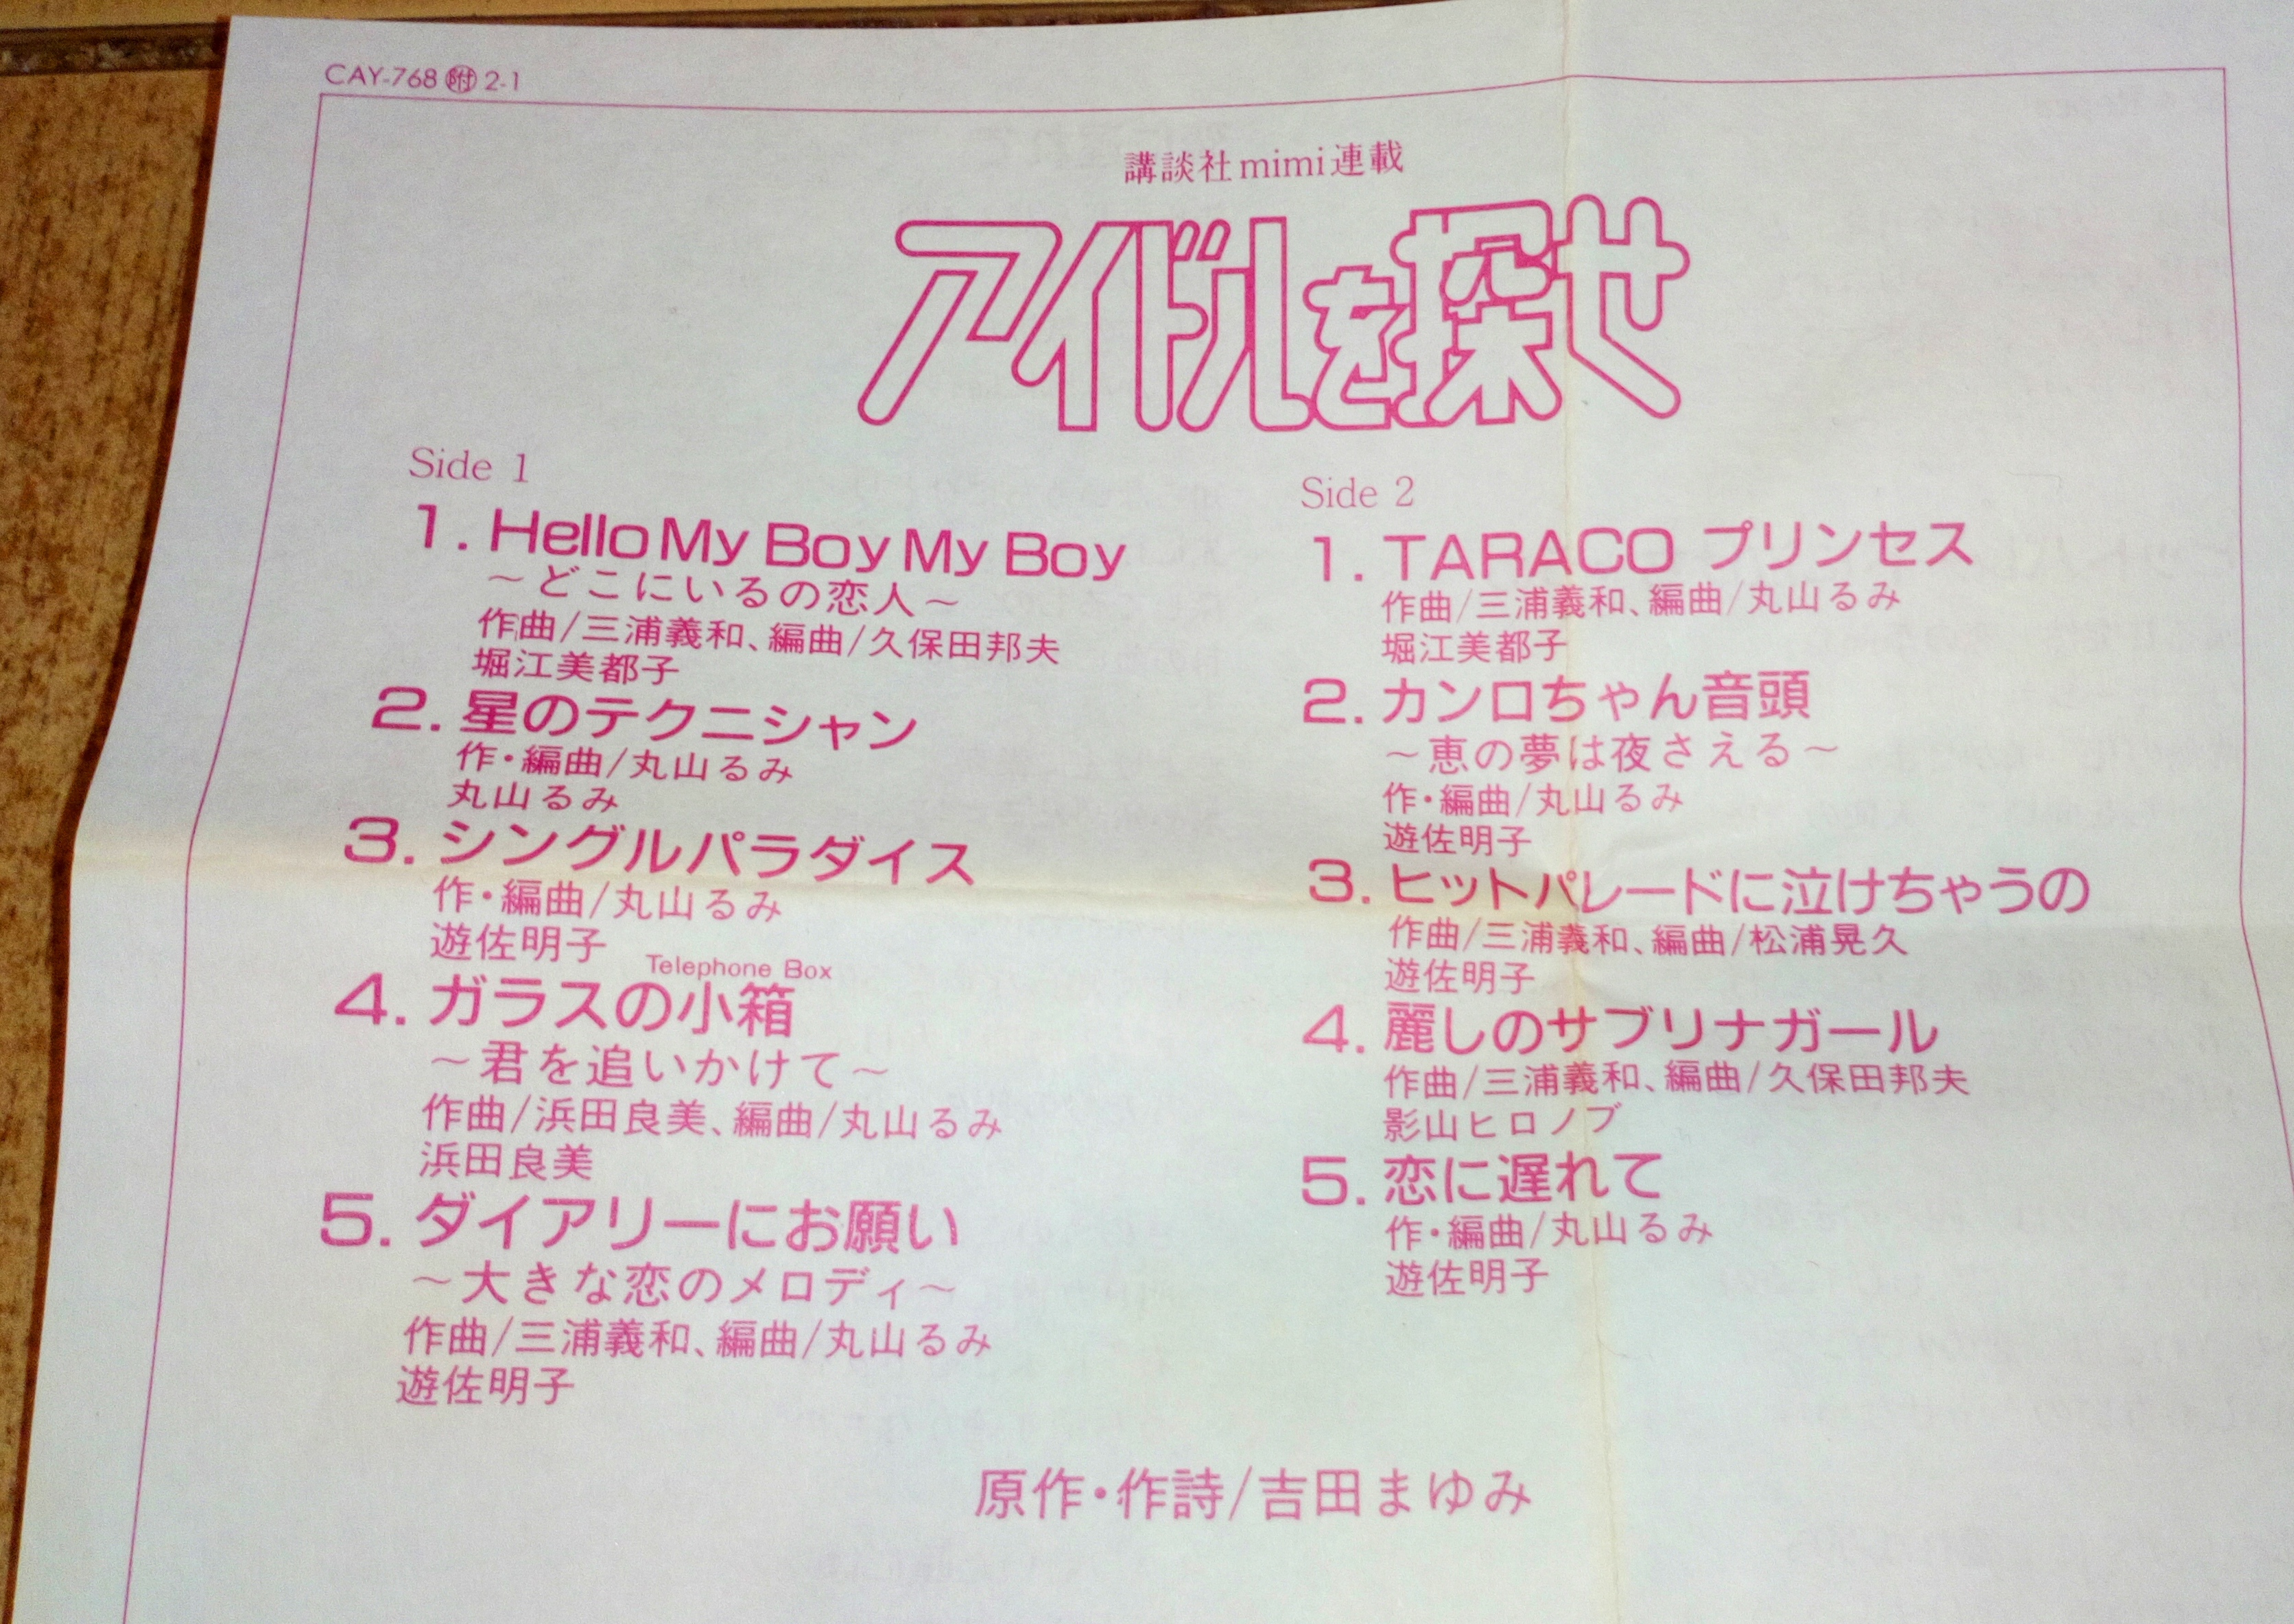 CAY-768 附 2-1
講談社mimi連載
アイドルを探せ
Side 1
1. Hello My Boy My Boy
～どこにいるの恋人～
作曲/三浦義和、編曲/久保田邦夫
堀江美都子
2. 星のテクニシャン
作・編曲/丸山るみ
丸山るみ
3. シングルパラダイス
作・編曲/丸山るみ
遊佐明子
Telephone Box
4. ガラスの小箱
～君を追いかけて～
作曲/浜田良美、編曲/丸山るみ
浜田良美
5. ダイアリーにお願い
～大きな恋のメロディ～
作曲/三浦義和、編曲/丸山るみ
遊佐明子
Side 2
1. TARACO プリンセス
作曲/三浦義和、編曲/丸山るみ
堀江美都子
2. カンロちゃん音頭
～恵の夢は夜さえる～
作・編曲/丸山るみ
遊佐明子
3. ヒットパレードに泣けちゃうの
作曲/三浦義和、編曲/松浦晃久
遊佐明子
4. 麗しのサブリナガール
作曲/三浦義和、編曲/久保田邦夫
影山ヒロノブ
5. 恋に遅れて
作・編曲/丸山るみ
遊佐明子
原作・作詩/吉田まゆみ